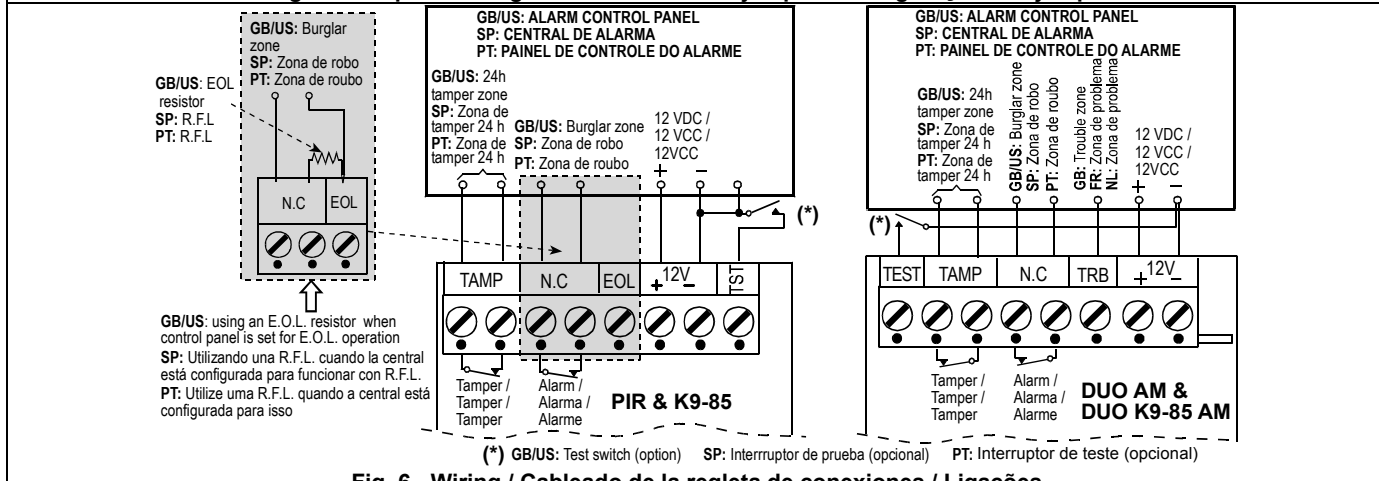 GB/US: Burglar
zone
SP: Zona de robo
PT: Zona de roubo
GB/US: EOL
resistor
SP: R.F.L
PT: R.F.L
N.C
EOL
GB/US: using an E.O.L. resistor when
control panel is set for E.O.L. operation
SP: Utilizando una R.F.L. cuando la central
está configurada para funcionar con R.F.L.
PT: Utilize uma R.F.L. quando a central está
configurada para isso
GB/US: ALARM CONTROL PANEL
SP: CENTRAL DE ALARMA
PT: PAINEL DE CONTROLE DO ALARME
GB/US: 24h
tamper zone
SP: Zona de
tamper 24 h
PT: Zona de
tamper 24 h
GB/US: Burglar zone
SP: Zona de robo
PT: Zona de roubo
12 VDC /
12 VCC /
12VCC
+ −
(*)
TAMP
N.C
EOL
+ 12V −
TST
Tamper /
Tamper /
Tamper
Alarm /
Alarma /
Alarme
PIR & K9-85
GB/US: ALARM CONTROL PANEL
SP: CENTRAL DE ALARMA
PT: PAINEL DE CONTROLE DO ALARME
GB/US: 24h
tamper zone
SP: Zona de
tamper 24 h
PT: Zona de
tamper 24 h
GB/US: Burglar zone
SP: Zona de robo
PT: Zona de roubo
GB: Trouble zone
FR: Zona de problema
NL: Zona de problema
12 VDC /
12 VCC /
12VCC
+ −
(*)
TEST
TAMP
N.C
TRB
+ 12V −
Tamper /
Tamper /
Tamper
Alarm /
Alarma /
Alarme
DUO AM &
DUO K9-85 AM
(*) GB/US: Test switch (option) SP: Interrruptor de prueba (opcional) PT: Interruptor de teste (opcional)
Fig. 6 - Wiring / Cableado de la regleta de conexiones / Ligações